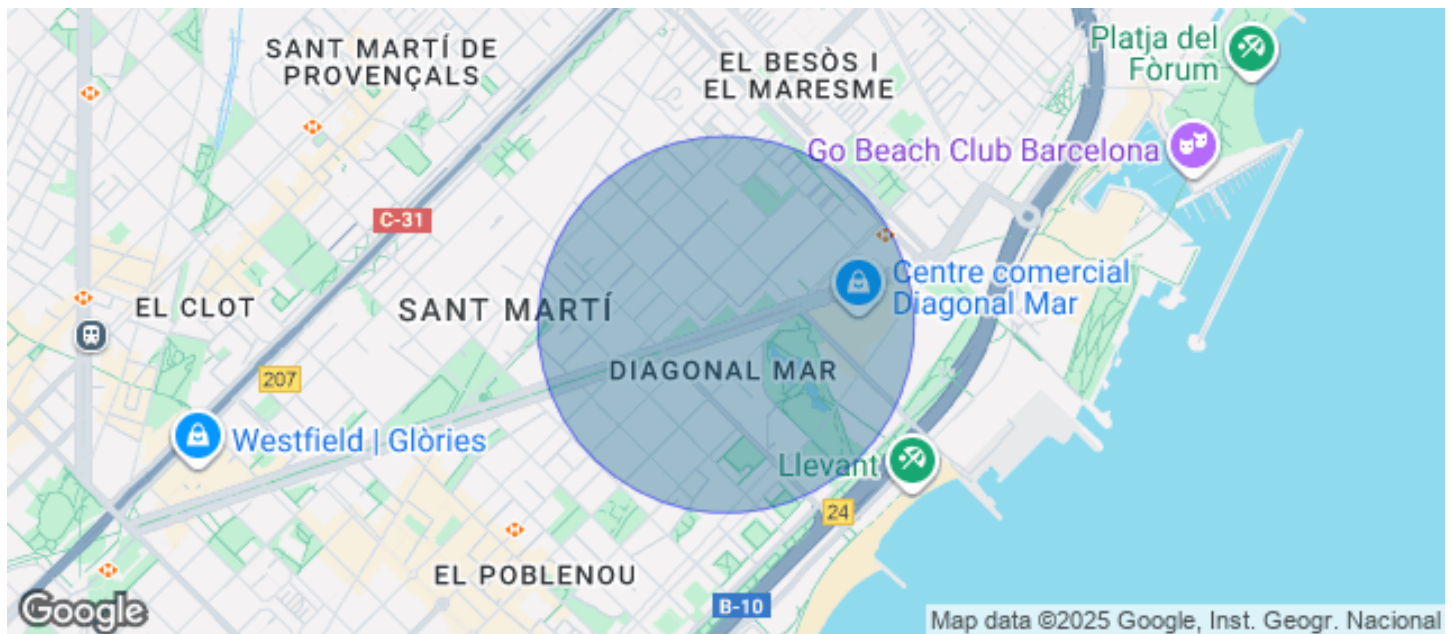 SANT MARTÍ DE
PROVENÇALS
EL BESÒS I
EL MARESME
Platja del
Fòrum
Go Beach Club Barcelona
C-31
Centre comercial
Diagonal Mar
EL CLOT
SANT MARTÍ
DIAGONAL MAR
207
Westfield | Glòries
Llevant
24
EL POBLENOU
B-10
Google
Map data ©2025 Google, Inst. Geogr. Nacional